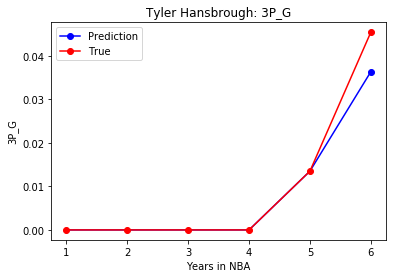 Tyler Hansbrough: 3P_G
Prediction
True
3P_G
0.04
0.03
0.02
0.01
0.00
1 2 3 4 5 6
Years in NBA